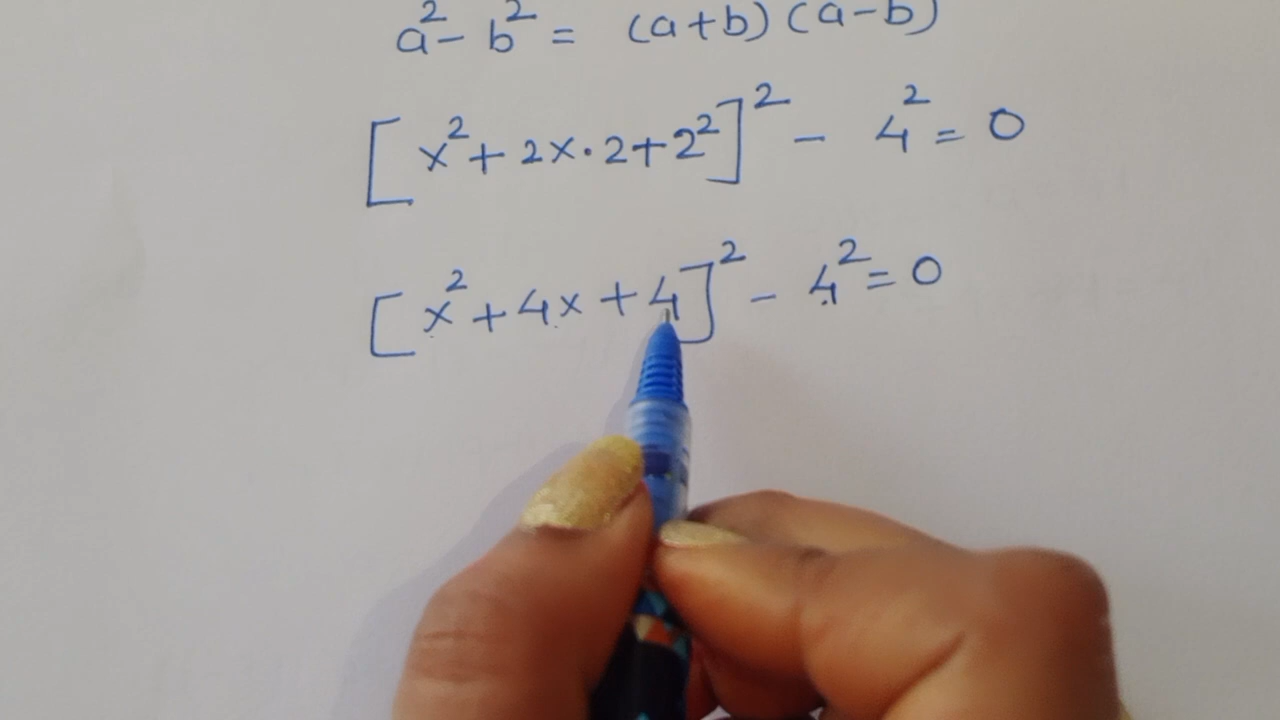 a² - b² = (a+b) (a-b)
[x² + 2x·2+2²]² - 4² = 0
[x² + 4x + 4]² - 4² = 0